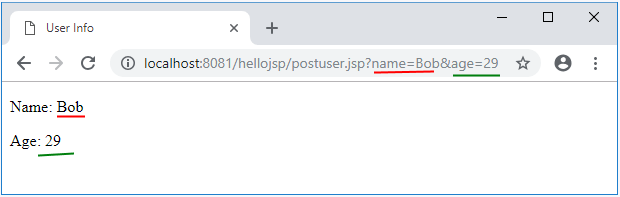 User Info
localhost:8081/hellojsp/postuser.jsp?name=Bob&age=29
Name: Bob
Age: 29